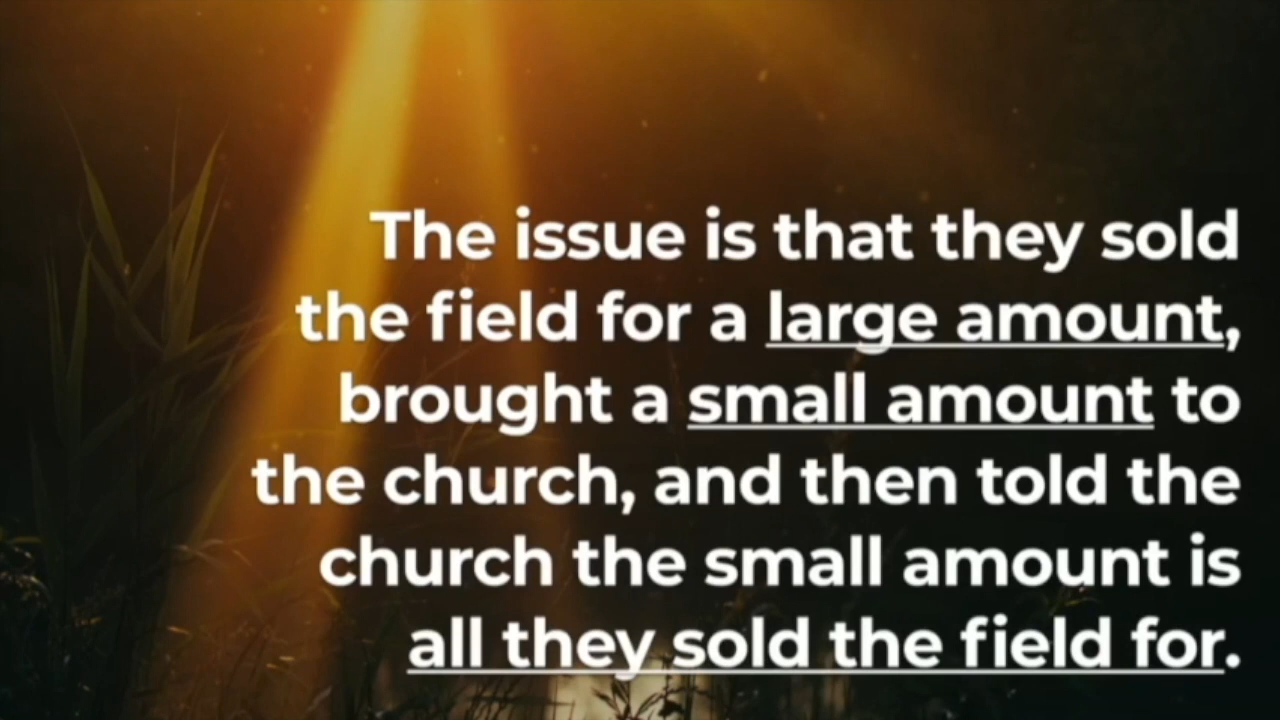 The issue is that they sold
the field for a large amount,
brought a small amount to
the church, and then told the
church the small amount is
all they sold the field for.